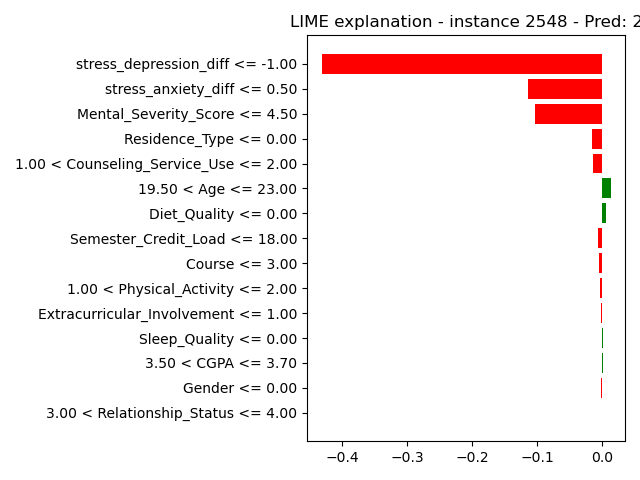 LIME explanation - instance 2548 - Pred: 2
stress_depression_diff <= -1.00
stress_anxiety_diff <= 0.50
Mental_Severity_Score <= 4.50
Residence_Type <= 0.00
1.00 < Counseling_Service_Use <= 2.00
19.50 < Age <= 23.00
Diet_Quality <= 0.00
Semester_Credit_Load <= 18.00
Course <= 3.00
1.00 < Physical_Activity <= 2.00
Extracurricular_Involvement <= 1.00
Sleep_Quality <= 0.00
3.50 < CGPA <= 3.70
Gender <= 0.00
3.00 < Relationship_Status <= 4.00
−0.4 −0.3 −0.2 −0.1 0.0